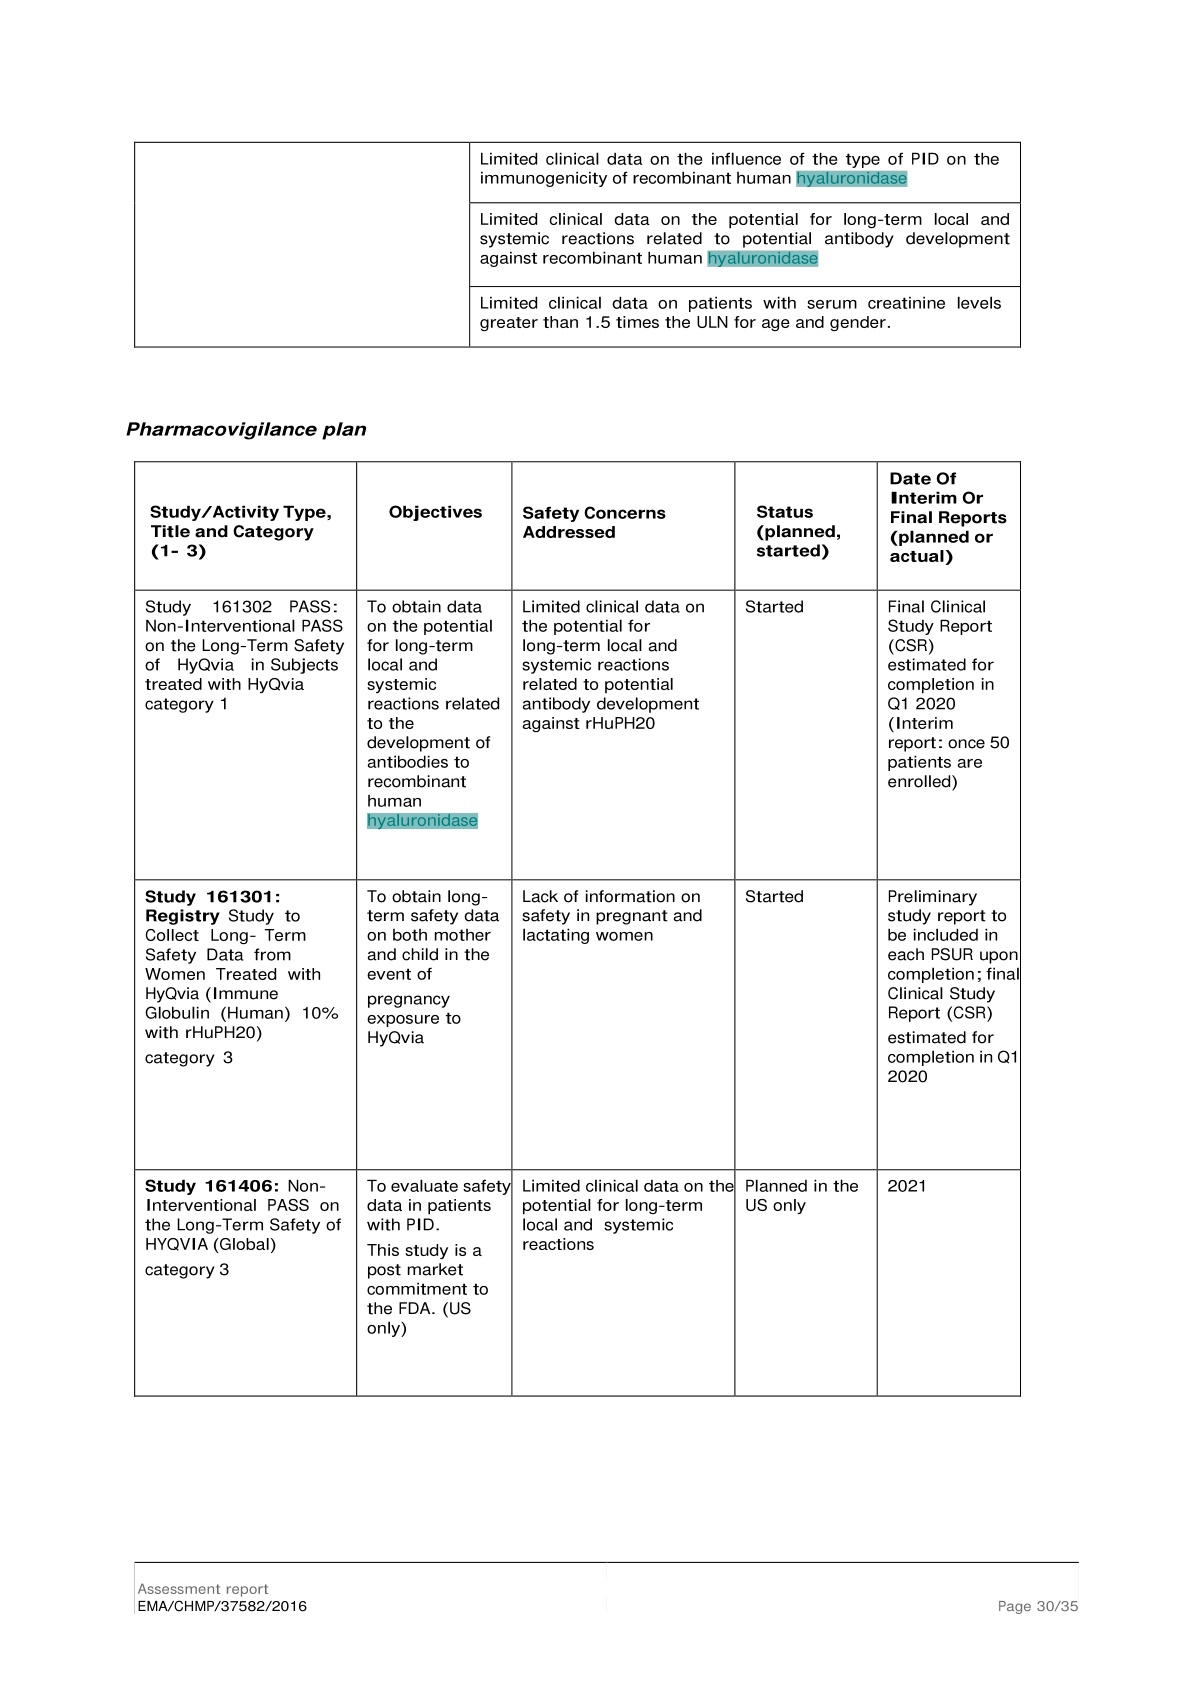 Limited clinical data on the influence of the type of PID on the
immunogenicity of recombinant human hyaluronidase
Limited clinical data on the potential for long-term local and
systemic reactions related to potential antibody development
against recombinant human hyaluronidase
Limited clinical data on patients with serum creatinine levels
greater than 1.5 times the ULN for age and gender.
Pharmacovigilance plan
Study/Activity Type,
Title and Category
(1- 3)
Objectives
Safety Concerns
Addressed
Status
(planned,
started)
Date Of
Interim Or
Final Reports
(planned or
actual)
Study 161302 PASS:
Non-Interventional PASS
on the Long-Term Safety
of HyQvia in Subjects
treated with HyQvia
category 1
To obtain data
on the potential
for long-term
local and
systemic
reactions related
to the
development of
antibodies to
recombinant
human
hyaluronidase
Limited clinical data on
the potential for
long-term local and
systemic reactions
related to potential
antibody development
against rHuPH20
Started
Final Clinical
Study Report
(CSR)
estimated for
completion in
Q1 2020
(Interim
report: once 50
patients are
enrolled)
Study 161301:
Registry Study to
Collect Long- Term
Safety Data from
Women Treated with
HyQvia (Immune
Globulin (Human) 10%
with rHuPH20)
category 3
To obtain long-
term safety data
on both mother
and child in the
event of
pregnancy
exposure to
HyQvia
Lack of information on
safety in pregnant and
lactating women
Started
Preliminary
study report to
be included in
each PSUR upon
completion; final
Clinical Study
Report (CSR)
estimated for
completion in Q1
2020
Study 161406: Non-
Interventional PASS on
the Long-Term Safety of
HYQVIA (Global)
category 3
To evaluate safety
data in patients
with PID.
This study is a
post market
commitment to
the FDA. (US
only)
Limited clinical data on the
potential for long-term
local and systemic
reactions
Planned in the
US only
2021
Assessment report
EMA/CHMP/37582/2016
Page 30/35